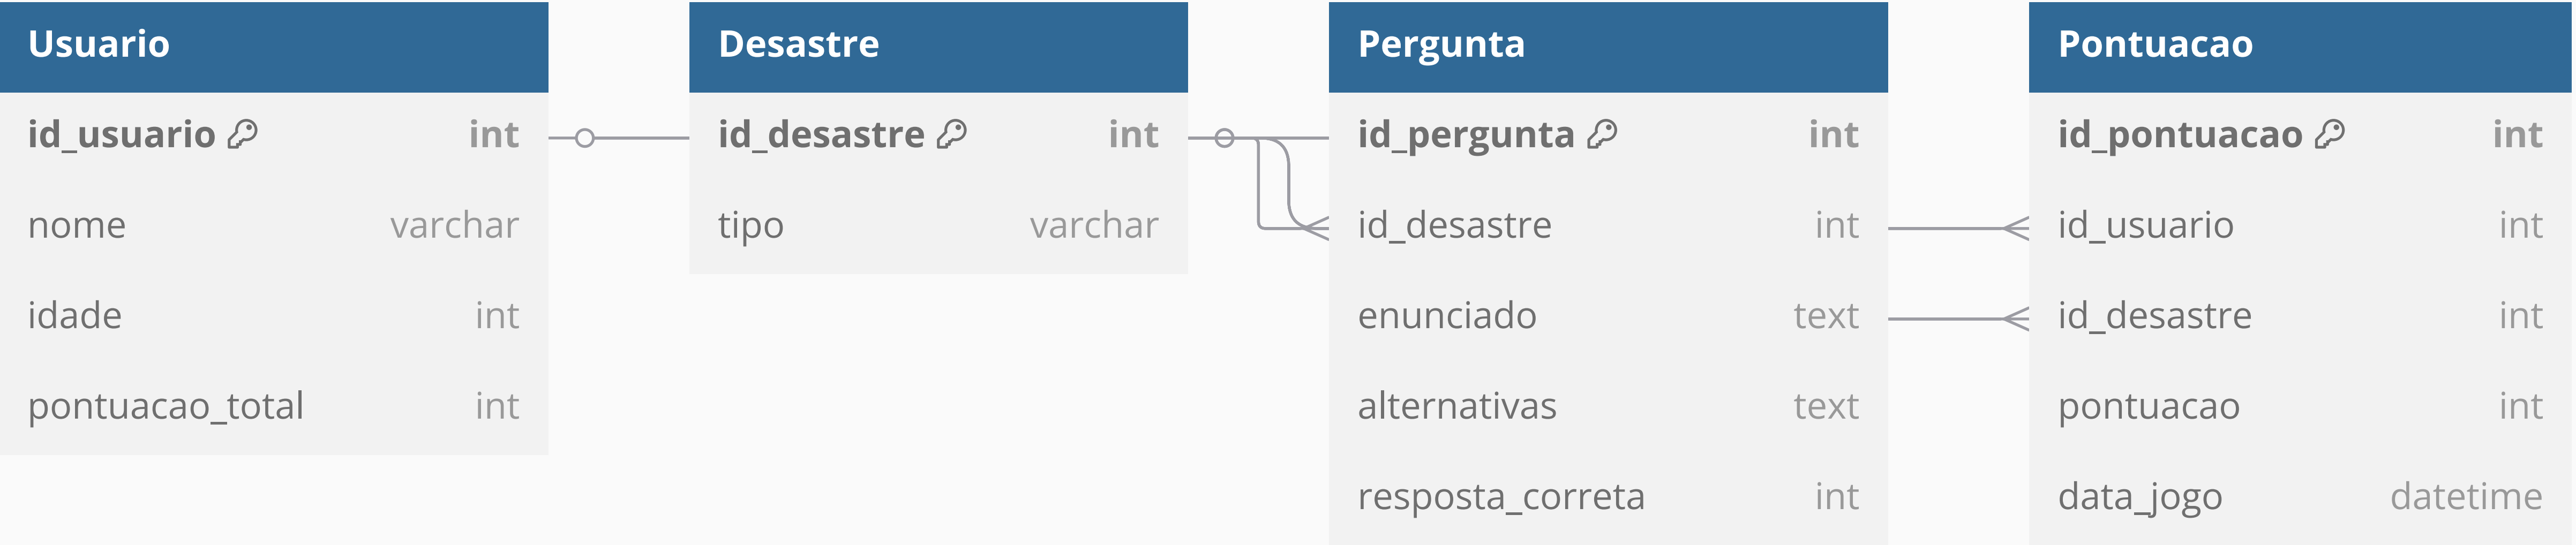 Usuario
id_usuario int
nome varchar
idade int
pontuacao_total int
Desastre
id_desastre int
tipo varchar
Pergunta
id_pergunta int
id_desastre int
enunciado text
alternativas text
resposta_correta int
Pontuacao
id_pontuacao int
id_usuario int
id_desastre int
pontuacao int
data_jogo datetime